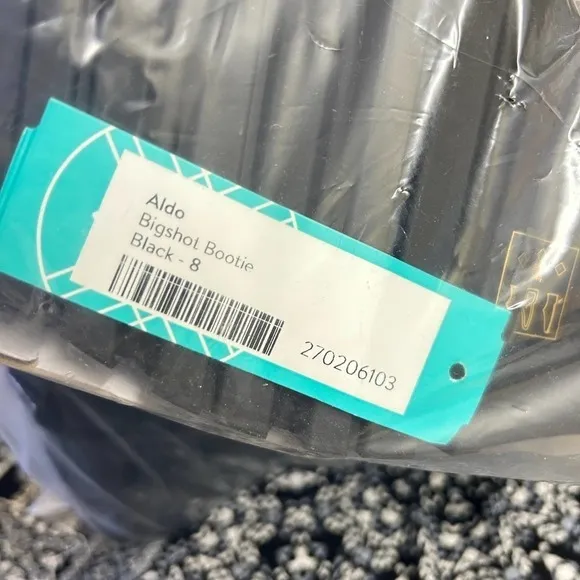 Aldo
Bigshot Bootie
Black - 8
270206103